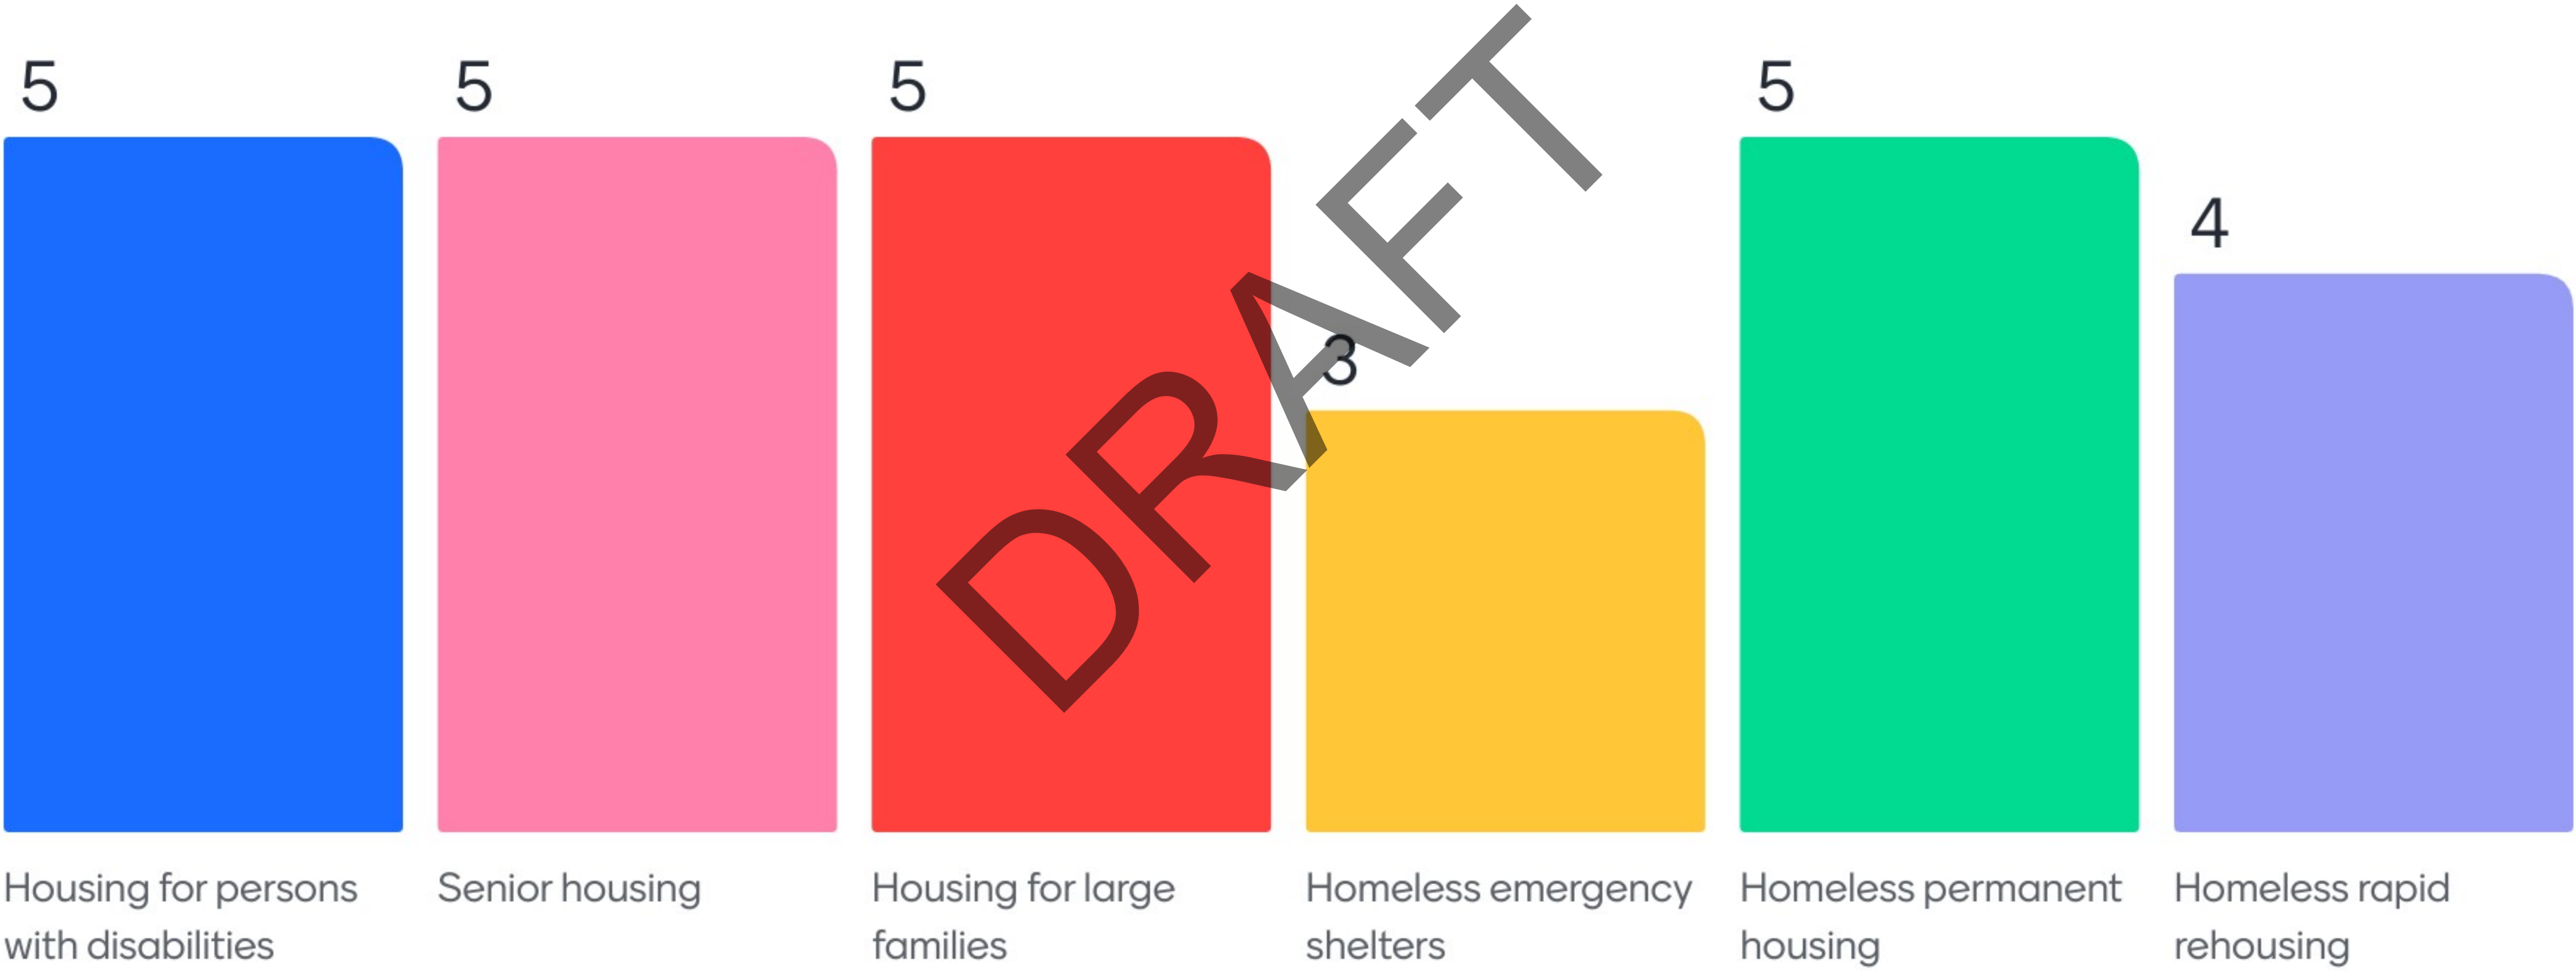 5
5
5
3
5
4
DRAFT
Housing for persons
with disabilities
Senior housing
Housing for large
families
Homeless emergency
shelters
Homeless permanent
housing
Homeless rapid
rehousing